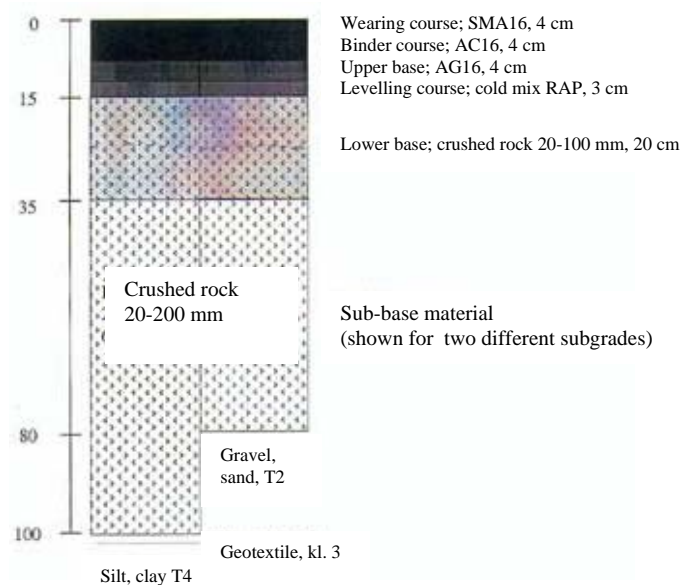 0
Wearing course; SMA16, 4 cm
Binder course; AC16, 4 cm
Upper base; AG16, 4 cm
15
Levelling course; cold mix RAP, 3 cm
Lower base; crushed rock 20-100 mm, 20 cm
35
Crushed rock
20-200 mm
Sub-base material
(shown for two different subgrades)
80
Gravel,
sand, T2
100
Geotextile, kl. 3
Silt, clay T4